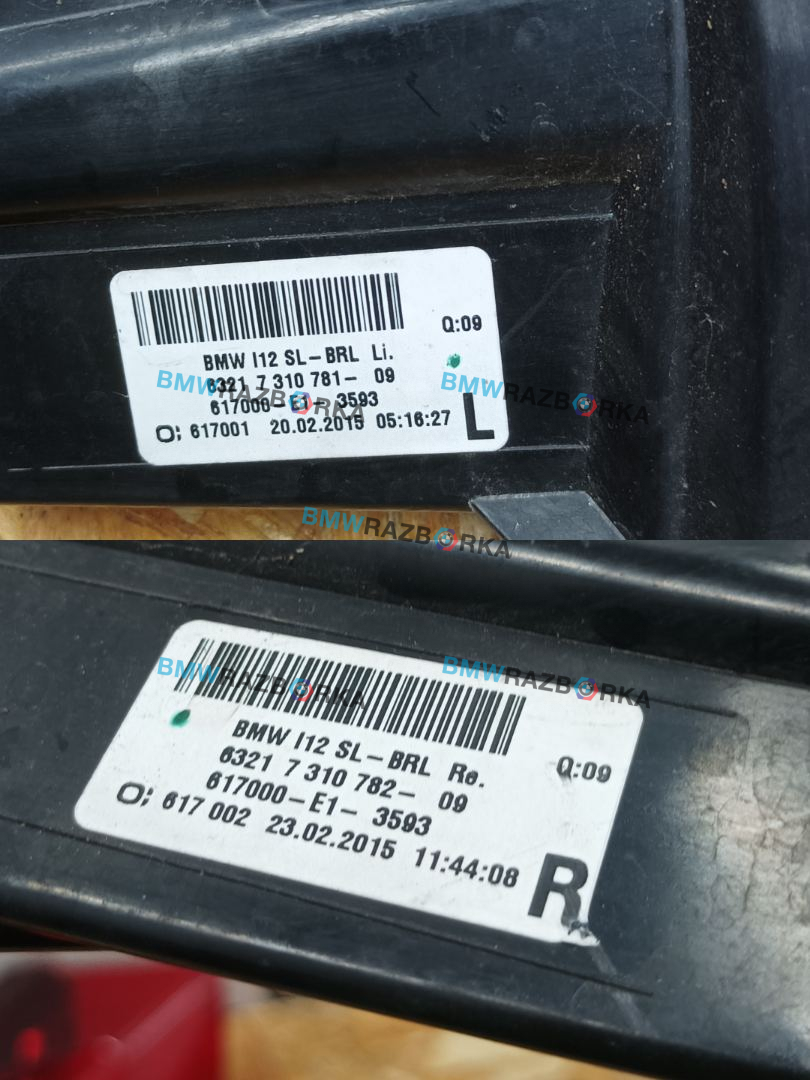 Q:09
BMW I12 SL-BRL Li.
6321 7 310 781- 09
617000-E1- 3593
O; 617001 20.02.2015 05:16:27 L
BMWRAZBORKA
BMWRAZBORKA
BMWRAZBORKA
BMWRAZBORKA
BMWRAZBORKA
BMW I12 SL-BRL Re.
Q:09
6321 7 310 782- 09
617000-E1- 3593
O; 617 002 23.02.2015 11:44:08 R